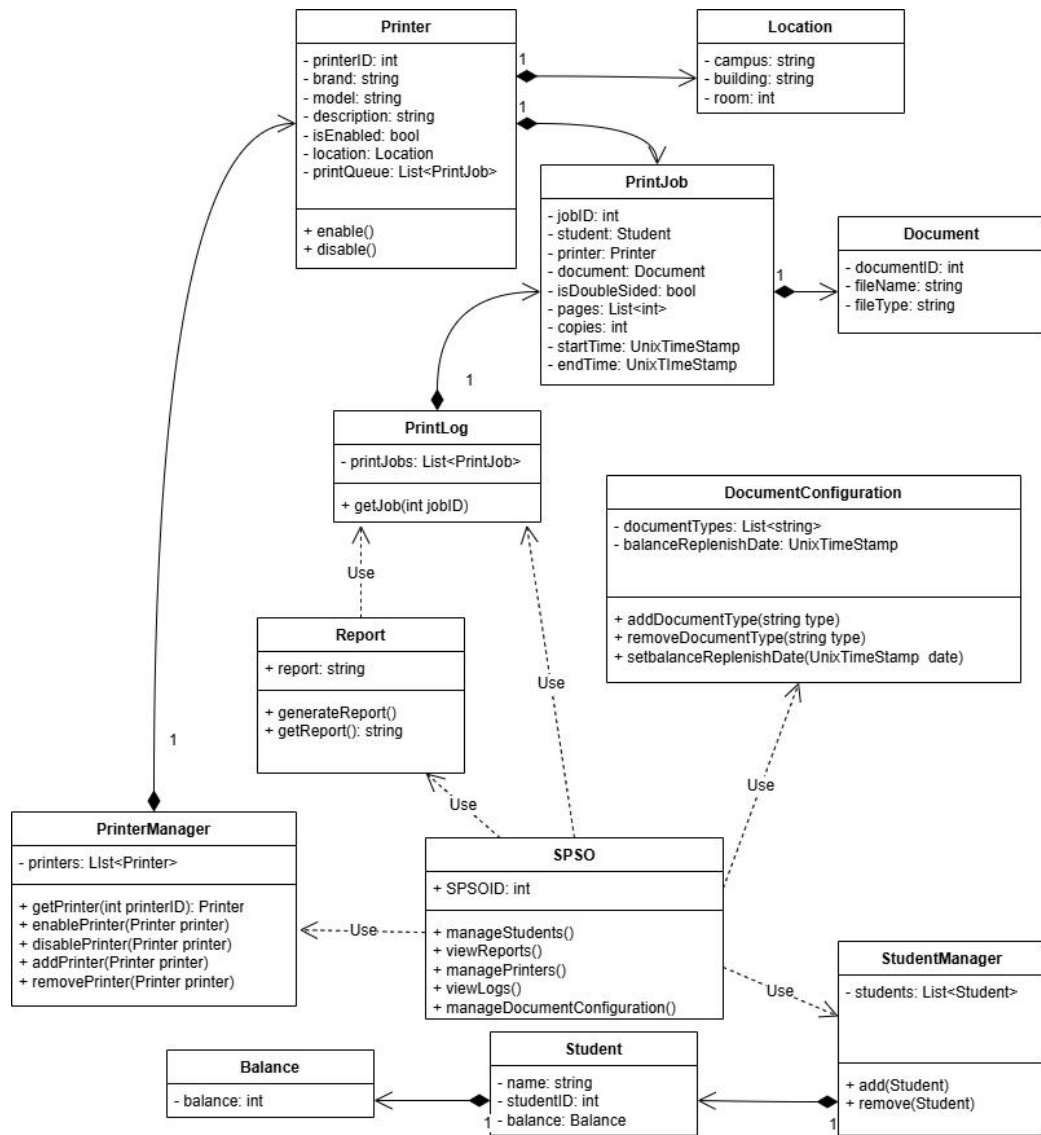 Printer
- printerID: int
- brand: string
- model: string
- description: string
- isEnabled: bool
- location: Location
- printQueue: List<PrintJob>
+ enable()
+ disable()
1
1
Location
- campus: string
- building: string
- room: int
PrintJob
- jobID: int
- student: Student
- printer: Printer
- document: Document
- isDoubleSided: bool
- pages: List<int>
- copies: int
- startTime: UnixTimeStamp
- endTime: UnixTImeStamp
1
Document
- documentID: int
- fileName: string
- fileType: string
1
PrintLog
- printJobs: List<PrintJob>
+ getJob(int jobID)
DocumentConfiguration
- documentTypes: List<string>
- balanceReplenishDate: UnixTimeStamp
+ addDocumentType(string type)
+ removeDocumentType(string type)
+ setbalanceReplenishDate(UnixTimeStamp date)
Use
Report
+ report: string
+ generateReport()
+ getReport(): string
Use
1
Use
Use
PrinterManager
- printers: LIst<Printer>
+ getPrinter(int printerID): Printer
+ enablePrinter(Printer printer)
+ disablePrinter(Printer printer)
+ addPrinter(Printer printer)
+ removePrinter(Printer printer)
Use
SPSO
+ SPSOID: int
+ manageStudents()
+ viewReports()
+ managePrinters()
+ viewLogs()
+ manageDocumentConfiguration()
Use
StudentManager
- students: List<Student>
+ add(Student)
+ remove(Student)
Balance
- balance: int
1
Student
- name: string
- studentID: int
- balance: Balance
1